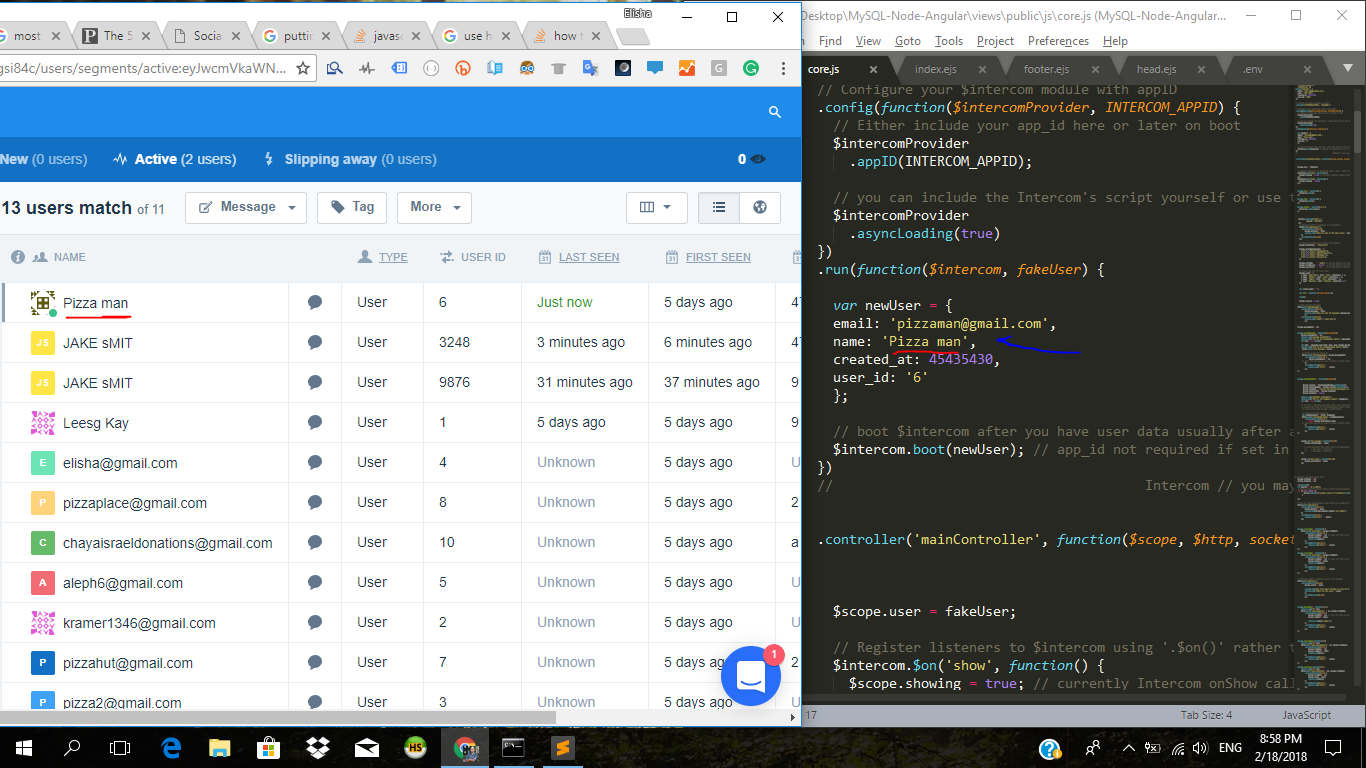 Elisha
most
The 5
Socia
puttin
javasc
use h
how t
gsi84c/users/segments/active:eyJwcmVkaWN...
New (0 users) Active (2 users) Slipping away (0 users) 0
13 users match of 11 Message Tag More
NAME TYPE USER ID LAST SEEN FIRST SEEN
Pizza man User 6 Just now 5 days ago 47
JS JAKE sMIT User 3248 3 minutes ago 6 minutes ago 47
JS JAKE sMIT User 9876 31 minutes ago 37 minutes ago 9
Leesg Kay User 1 5 days ago 5 days ago 9
E elisha@gmail.com User 4 Unknown 5 days ago U
P pizzaplace@gmail.com User 8 Unknown 5 days ago 2
C chayaisraeldonations@gmail.com User 10 Unknown 5 days ago a
A aleph6@gmail.com User 5 Unknown 5 days ago U
kramer1346@gmail.com User 2 Unknown 5 days ago U
P pizzahut@gmail.com User 7 Unknown 5 days ago 2
P pizza2@gmail.com User 3 Unknown 5 days ago U
1
Desktop\MySQL-Node-Angular\views\public\js\core.js (MySQL-Node-Angular...
n Find View Goto Tools Project Preferences Help
core.js index.ejs footer.ejs head.ejs .env
// Configure your $intercom module with appID
.config(function($intercomProvider, INTERCOM_APPID) {
// Either include your app_id here or later on boot
$intercomProvider
.appID(INTERCOM_APPID);
// you can include the Intercom's script yourself or use t
$intercomProvider
.asyncLoading(true)
})
.run(function($intercom, fakeUser) {
var newUser = {
email: 'pizzaman@gmail.com',
name: 'Pizza man',
created_at: 45435430,
user_id: '6'
};
// boot $intercom after you have user data usually after a
$intercom.boot(newUser); // app_id not required if set in
})
// Intercom // you may
.controller('mainController', function($scope, $http, socket
$scope.user = fakeUser;
// Register listeners to $intercom using '.$on()' rather t
$intercom.$on('show', function() {
$scope.showing = true; // currently Intercom onShow call
17 Tab Size: 4 JavaScript
HS ENG 8:58 PM
2/18/2018